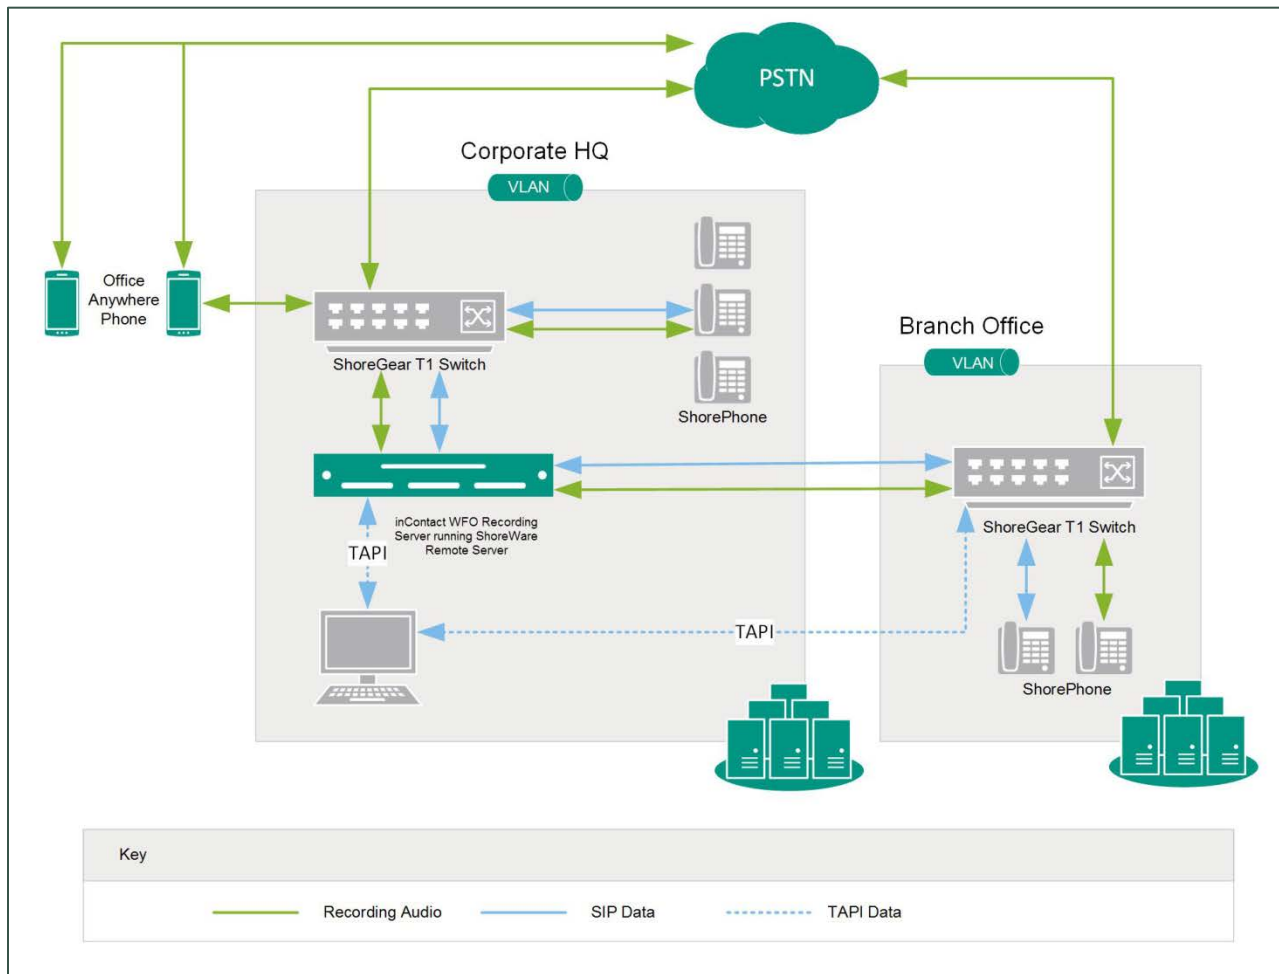 PSTN
Corporate HQ
VLAN
Office
Anywhere
Phone
Branch Office
VLAN
ShoreGear T1 Switch
ShorePhone
inContact WFO Recording
Server running ShoreWare
Remote Server
TAPI
ShoreGear T1 Switch
TAPI
ShorePhone
Key
Recording Audio
SIP Data
TAPI Data